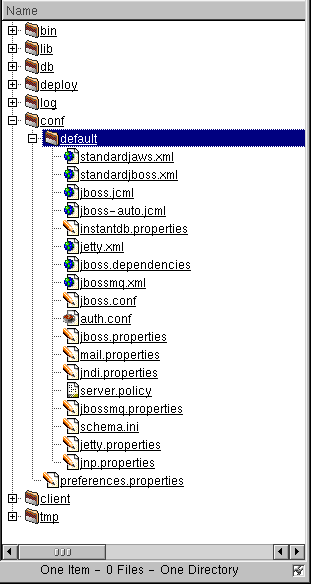 Name
bin
lib
db
deploy
log
conf
default
standardjaws.xml
standardjboss.xml
jboss.jcml
jboss-auto.jcml
instantdb.properties
jetty.xml
jboss.dependencies
jbossmq.xml
jboss.conf
auth.conf
jboss.properties
mail.properties
jndi.properties
server.policy
jbossmq.properties
schema.ini
jetty.properties
jnp.properties
preferences.properties
client
tmp
One Item - 0 Files - One Directory